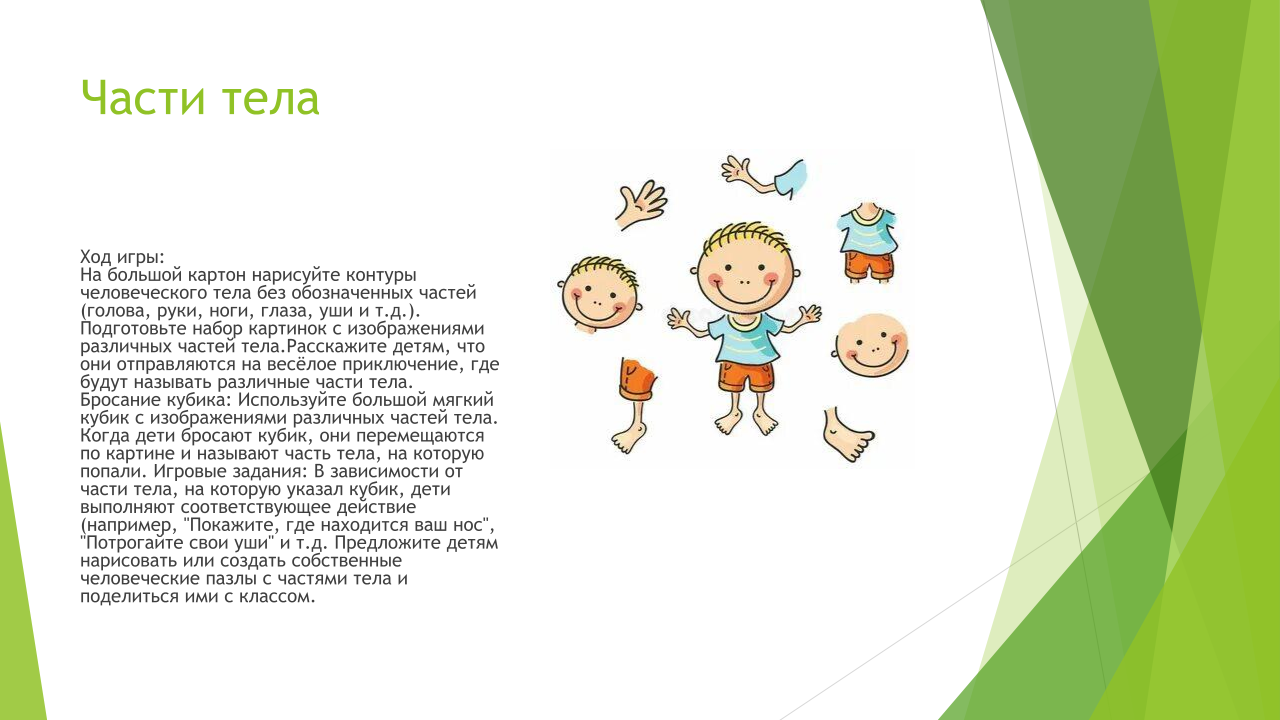 Части тела
Ход игры:
На большой картон нарисуйте контуры
человеческого тела без обозначенных частей
(голова, руки, ноги, глаза, уши и т.д.).
Подготовьте набор картинок с изображениями
различных частей тела.Расскажите детям, что
они отправляются на весёлое приключение, где
будут называть различные части тела.
Бросание кубика: Используйте большой мягкий
кубик с изображениями различных частей тела.
Когда дети бросают кубик, они перемещаются
по картине и называют часть тела, на которую
попали. Игровые задания: В зависимости от
части тела, на которую указал кубик, дети
выполняют соответствующее действие
(например, "Покажите, где находится ваш нос",
"Потрогайте свои уши" и т.д. Предложите детям
нарисовать или создать собственные
человеческие пазлы с частями тела и
поделиться ими с классом.